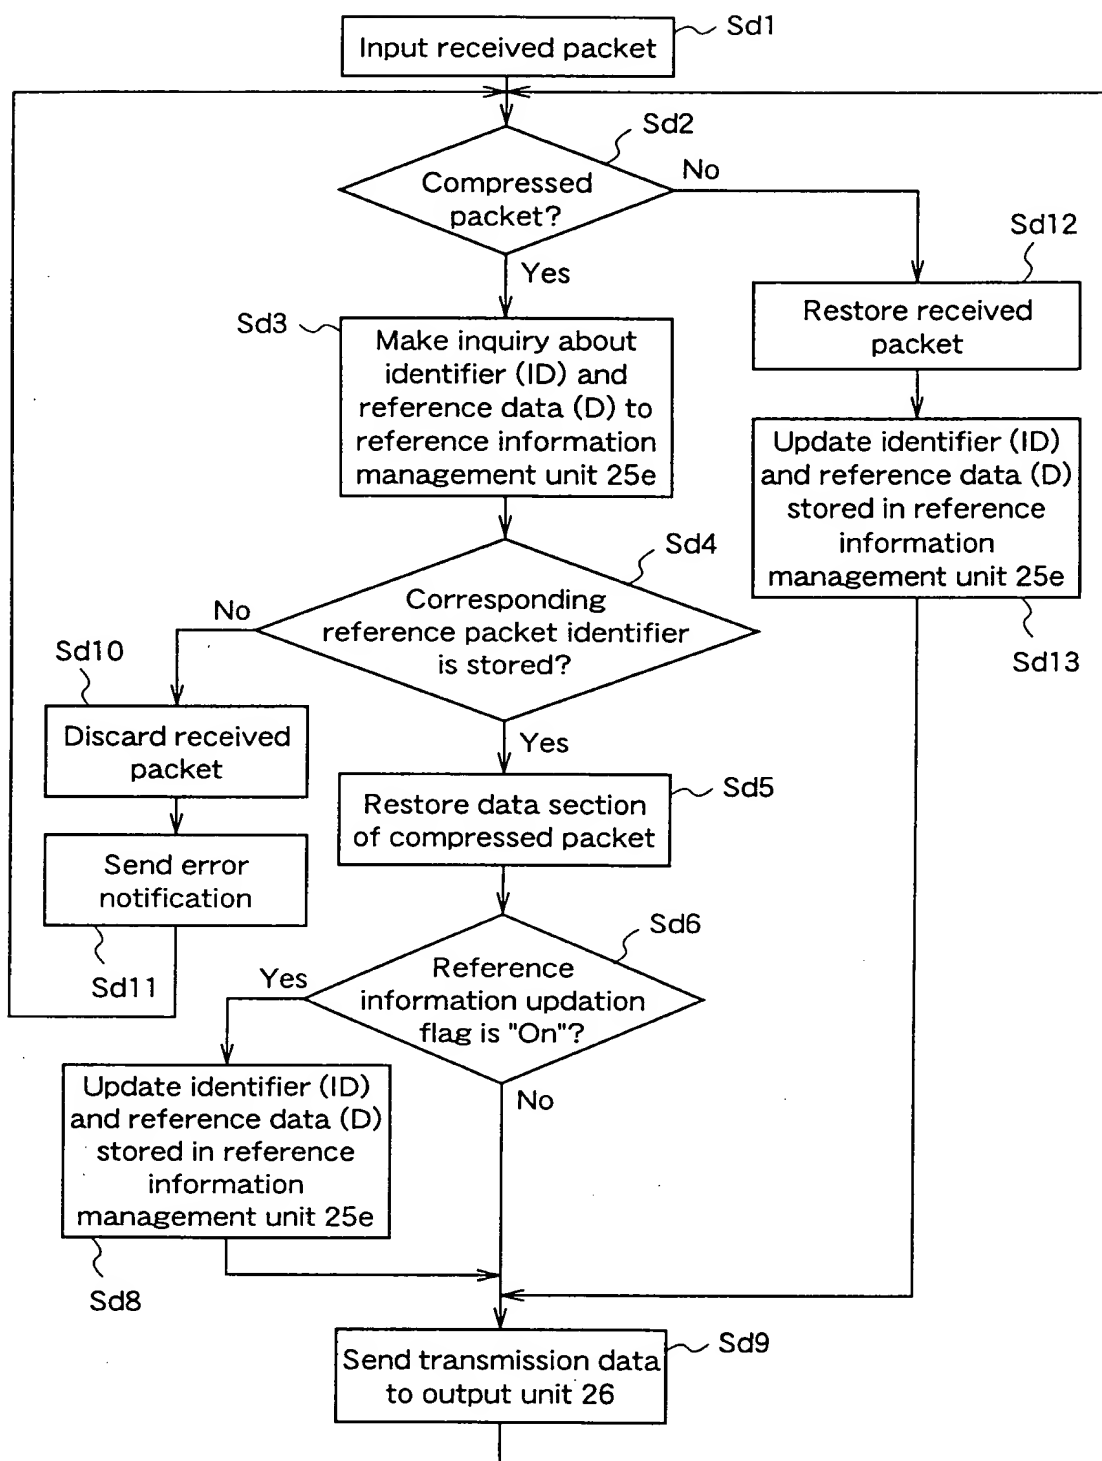 Sd1
Input received packet
Sd2
Compressed
packet?
No
Yes
Sd12
Restore received
packet
Sd3
Make inquiry about
identifier (ID) and
reference data (D) to
reference information
management unit 25e
Update identifier (ID)
and reference data (D)
stored in reference
information
management unit 25e
Sd13
Sd4
Corresponding
reference packet identifier
is stored?
No
Yes
Sd10
Discard received
packet
Sd5
Restore data section
of compressed packet
Send error
notification
Sd11
Sd6
Reference
information updation
flag is "On"?
Yes
No
Update identifier (ID)
and reference data (D)
stored in reference
information
management unit 25e
Sd8
Sd9
Send transmission data
to output unit 26